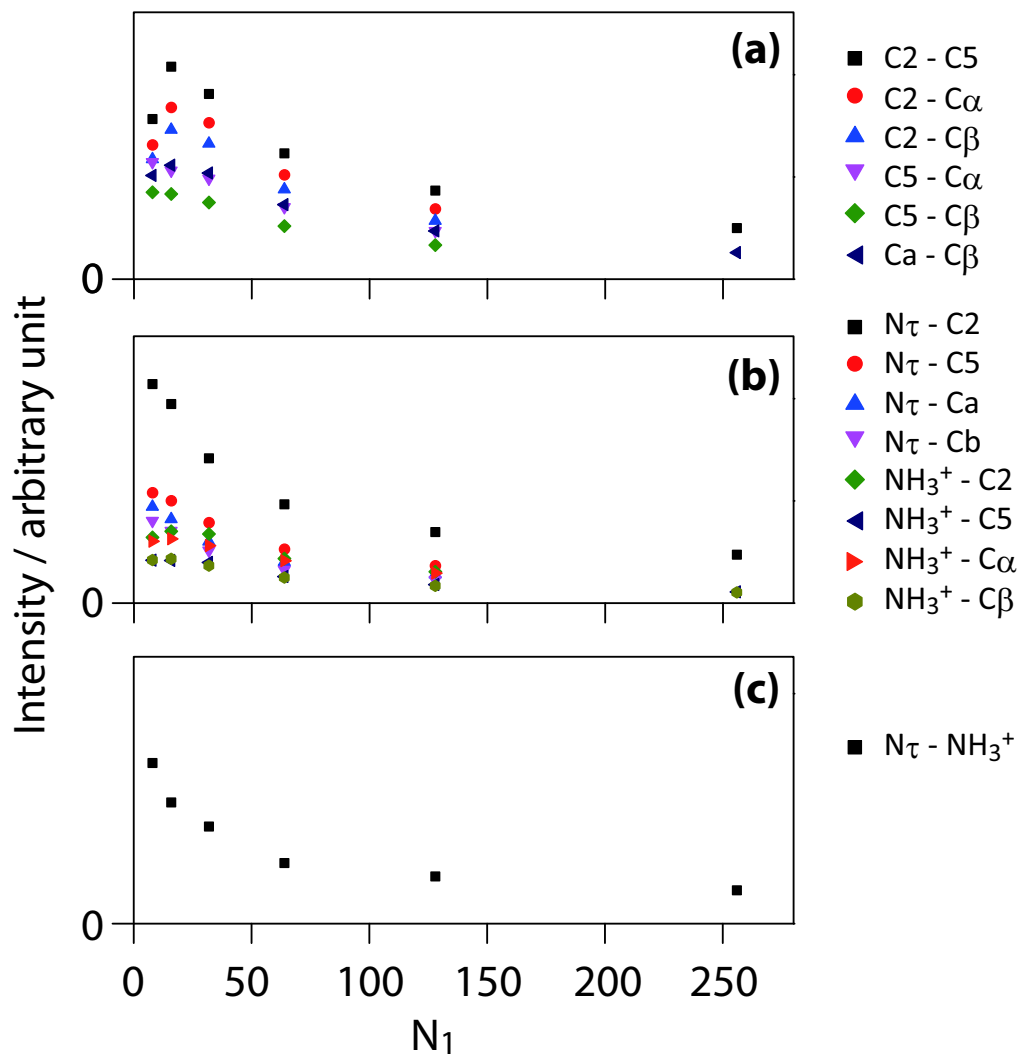 (a)
C2 - C5
C2 - Cα
C2 - Cβ
C5 - Cα
C5 - Cβ
Ca - Cβ
0
(b)
Nτ - C2
Nτ - C5
Nτ - Ca
Nτ - Cb
NH₃⁺ - C2
NH₃⁺ - C5
NH₃⁺ - Cα
NH₃⁺ - Cβ
0
Intensity / arbitrary unit
(c)
Nτ - NH₃⁺
0
0 50 100 150 200 250
N₁